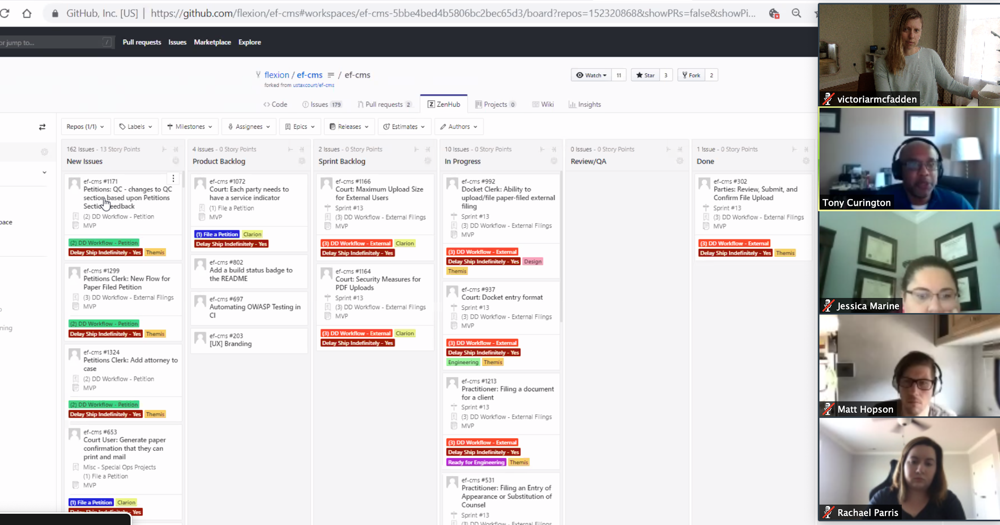 GitHub, Inc. [US] | https://github.com/flexion/ef-cms#workspaces/ef-cms-5bbe4bed4b5806bc2bec65d3/board?repos=152320868&showPRs=false&showPi...
or jump to... /
Pull requests Issues Marketplace Explore
flexion / ef-cms / ef-cms
forked from ustaxcourt/ef-cms
Watch 11 Star 3 Fork 2
Code Issues 179 Pull requests 2 ZenHub Projects 0 Wiki Insights
Repos (1/1) Labels Milestones Assignees Epics Releases Estimates Authors
pace
ning
162 Issues - 13 Story Points
New Issues
ef-cms #1171
Petitions: QC - changes to QC
section based upon Petitions
Section Feedback
(2) DD Workflow - Petition
MVP
(2) DD Workflow - Petition
Delay Ship Indefinitely - Yes Themis
ef-cms #1299
Petitions Clerk: New Flow for
Paper Filed Petition
(3) DD Workflow - External Filings
MVP
(2) DD Workflow - Petition
Delay Ship Indefinitely - Yes Themis
ef-cms #1324
Petitions Clerk: Add attorney to
case
(2) DD Workflow - Petition
MVP
(2) DD Workflow - Petition
Delay Ship Indefinitely - Yes Themis
ef-cms #653
Court User: Generate paper
confirmation that they can
print and mail
Misc - Special Ops Projects
(1) File a Petition
MVP
(1) File a Petition Clarion
Delay Ship Indefinitely - Yes
4 Issues - 0 Story Points
Product Backlog
ef-cms #1072
Court: Each party needs to
have a service indicator
(1) File a Petition
MVP
(1) File a Petition Clarion
Delay Ship Indefinitely - Yes
ef-cms #802
Add a build status badge to
the README
ef-cms #697
Automating OWASP Testing in
CI
ef-cms #203
[UX] Branding
2 Issues - 0 Story Points
Sprint Backlog
ef-cms #1166
Court: Maximum Upload Size
for External Users
Sprint #13
(3) DD Workflow - External Filings
MVP
(3) DD Workflow - External Clarion
Delay Ship Indefinitely - Yes
ef-cms #1164
Court: Security Measures for
PDF Uploads
Sprint #13
(3) DD Workflow - External Filings
MVP
(3) DD Workflow - External Clarion
Delay Ship Indefinitely - Yes
10 Issues - 0 Story Points
In Progress
ef-cms #992
Docket Clerk: Ability to
upload/file paper-filed external
filing
Sprint #13
(3) DD Workflow - External Filings
MVP
(3) DD Workflow - External
Delay Ship Indefinitely - Yes Design
Themis
ef-cms #937
Court: Docket entry format
Sprint #13
(3) DD Workflow - External Filings
MVP
(3) DD Workflow - External
Delay Ship Indefinitely - Yes
Engineering Themis
ef-cms #1213
Practitioner: Filing a document
for a client
Sprint #13
(3) DD Workflow - External Filings
MVP
(3) DD Workflow - External
Delay Ship Indefinitely - Yes
Ready for Engineering Themis
ef-cms #531
Practitioner: Filing an Entry of
Appearance or Substitution of
Counsel
Sprint #13
(3) DD Workflow - External Filings
0 Issues - 0 Story Points
Review/QA
1 Issue - 0 Story Points
Done
ef-cms #302
Parties: Review, Submit, and
Confirm File Upload
Sprint #13
(3) DD Workflow - External Filings
MVP
(3) DD Workflow - External
Delay Ship Indefinitely - Yes Themis
victoriarmcfadden
Tony Curington
Jessica Marine
Matt Hopson
Rachael Parris